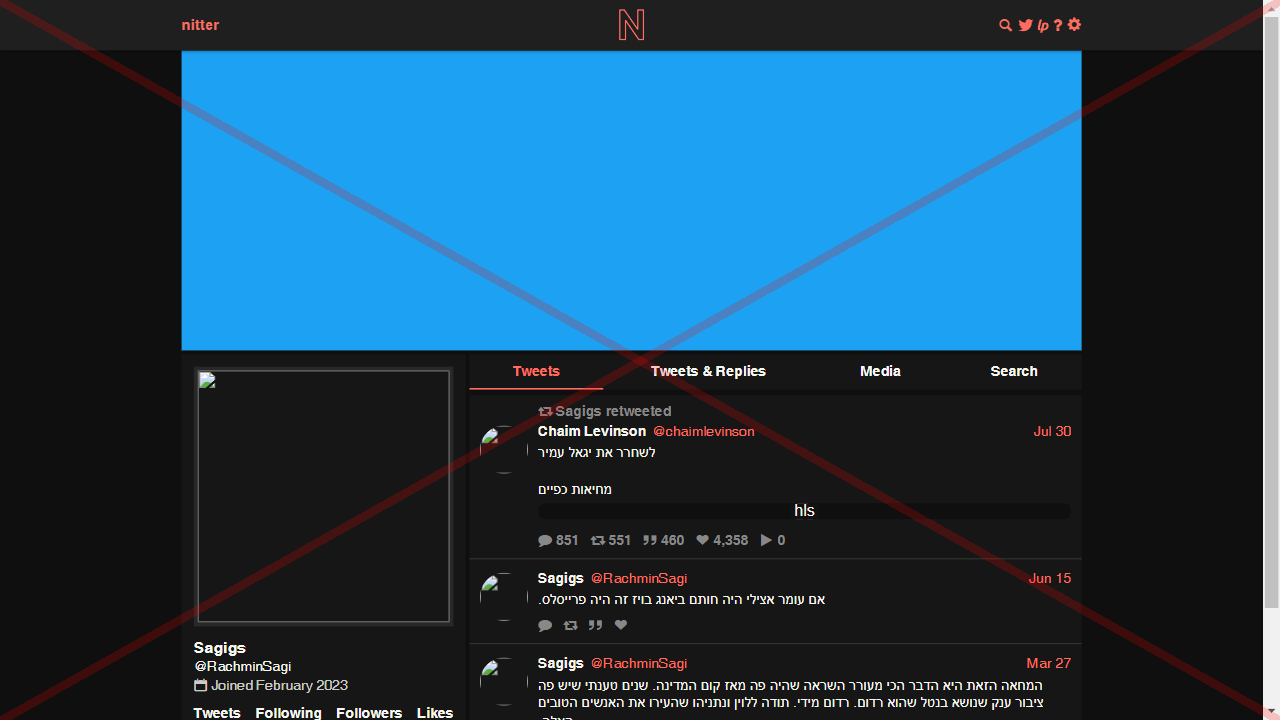 nitter
N
lp ?
Tweets Tweets & Replies Media Search
Sagigs retweeted
Chaim Levinson @chaimlevinson Jul 30
לשחרר את יגאל עמיר
מחיאות כפיים
hls
851 551 460 4,358 0
Sagigs @RachminSagi Jun 15
אם עומר אצילי היה חותם ביאנג בויז זה היה פרייסלס.
Sagigs @RachminSagi Mar 27
המחאה הזאת היא הדבר הכי מעורר השראה שהיה פה מאז קום המדינה. שנים טענתי שיש פה
ציבור ענק שנושא בנטל שהוא רדום. רדום מידי. תודה ללוין ונתניהו שהעירו את האנשים הטובים
Sagigs
@RachminSagi
Joined February 2023
Tweets Following Followers Likes